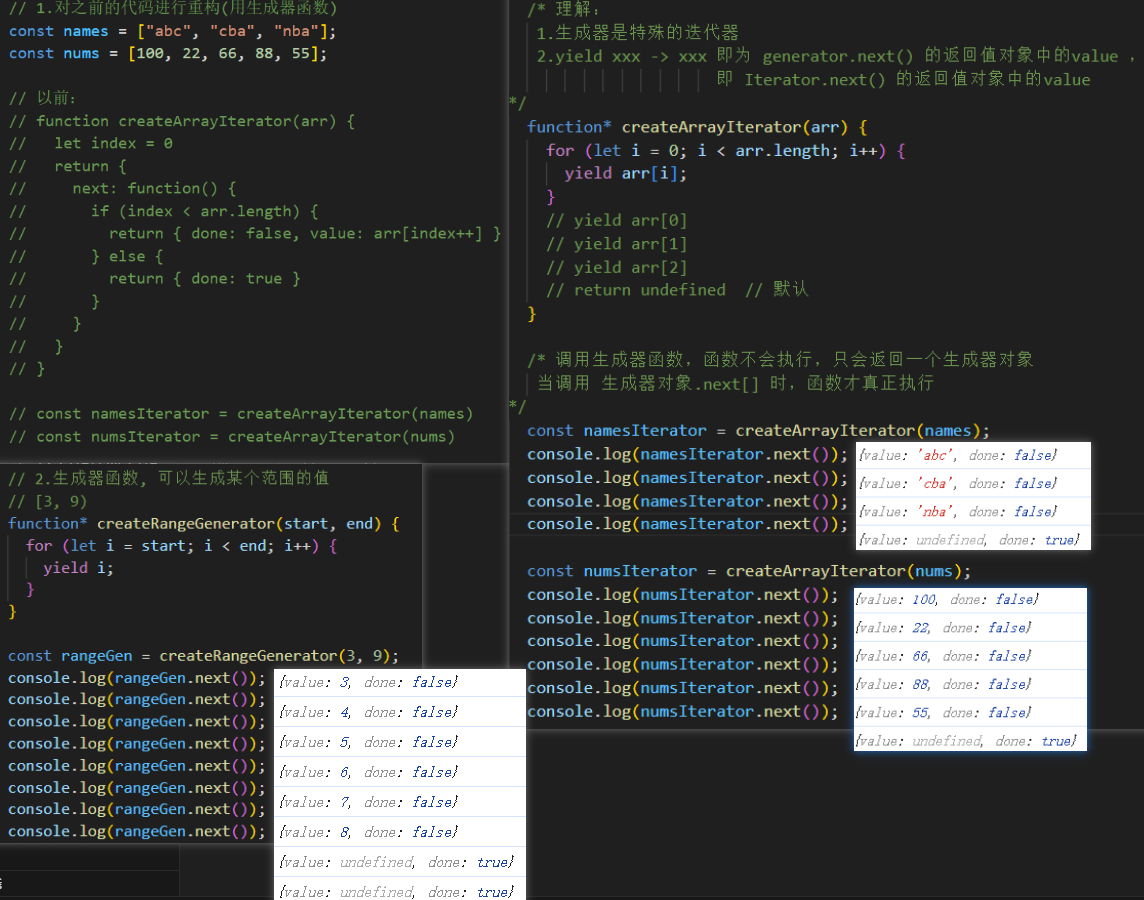 // 1.对之前的代码进行重构(用生成器函数)
const names = ["abc", "cba", "nba"];
const nums = [100, 22, 66, 88, 55];
// 以前:
// function createArrayIterator(arr) {
//   let index = 0
//   return {
//     next: function() {
//       if (index < arr.length) {
//         return { done: false, value: arr[index++] }
//       } else {
//         return { done: true }
//       }
//     }
//   }
// }
// const namesIterator = createArrayIterator(names)
// const numsIterator = createArrayIterator(nums)
// 2.生成器函数, 可以生成某个范围的值
// [3, 9)
function* createRangeGenerator(start, end) {
  for (let i = start; i < end; i++) {
    yield i;
  }
}
const rangeGen = createRangeGenerator(3, 9);
console.log(rangeGen.next()); {value: 3, done: false}
console.log(rangeGen.next()); {value: 4, done: false}
console.log(rangeGen.next()); {value: 5, done: false}
console.log(rangeGen.next()); {value: 6, done: false}
console.log(rangeGen.next()); {value: 7, done: false}
console.log(rangeGen.next()); {value: 8, done: false}
console.log(rangeGen.next()); {value: undefined, done: true}
console.log(rangeGen.next()); {value: undefined, done: true}
/* 理解:
1.生成器是特殊的迭代器
2.yield xxx -> xxx 即为 generator.next() 的返回值对象中的value ,
即 Iterator.next() 的返回值对象中的value
*/
function* createArrayIterator(arr) {
  for (let i = 0; i < arr.length; i++) {
    yield arr[i];
  }
  // yield arr[0]
  // yield arr[1]
  // yield arr[2]
  // return undefined  // 默认
}
/* 调用生成器函数，函数不会执行，只会返回一个生成器对象
当调用 生成器对象.next[] 时，函数才真正执行
*/
const namesIterator = createArrayIterator(names);
console.log(namesIterator.next()); {value: 'abc', done: false}
console.log(namesIterator.next()); {value: 'cba', done: false}
console.log(namesIterator.next()); {value: 'nba', done: false}
console.log(namesIterator.next()); {value: undefined, done: true}
const numsIterator = createArrayIterator(nums);
console.log(numsIterator.next()); {value: 100, done: false}
console.log(numsIterator.next()); {value: 22, done: false}
console.log(numsIterator.next()); {value: 66, done: false}
console.log(numsIterator.next()); {value: 88, done: false}
console.log(numsIterator.next()); {value: 55, done: false}
console.log(numsIterator.next()); {value: undefined, done: true}